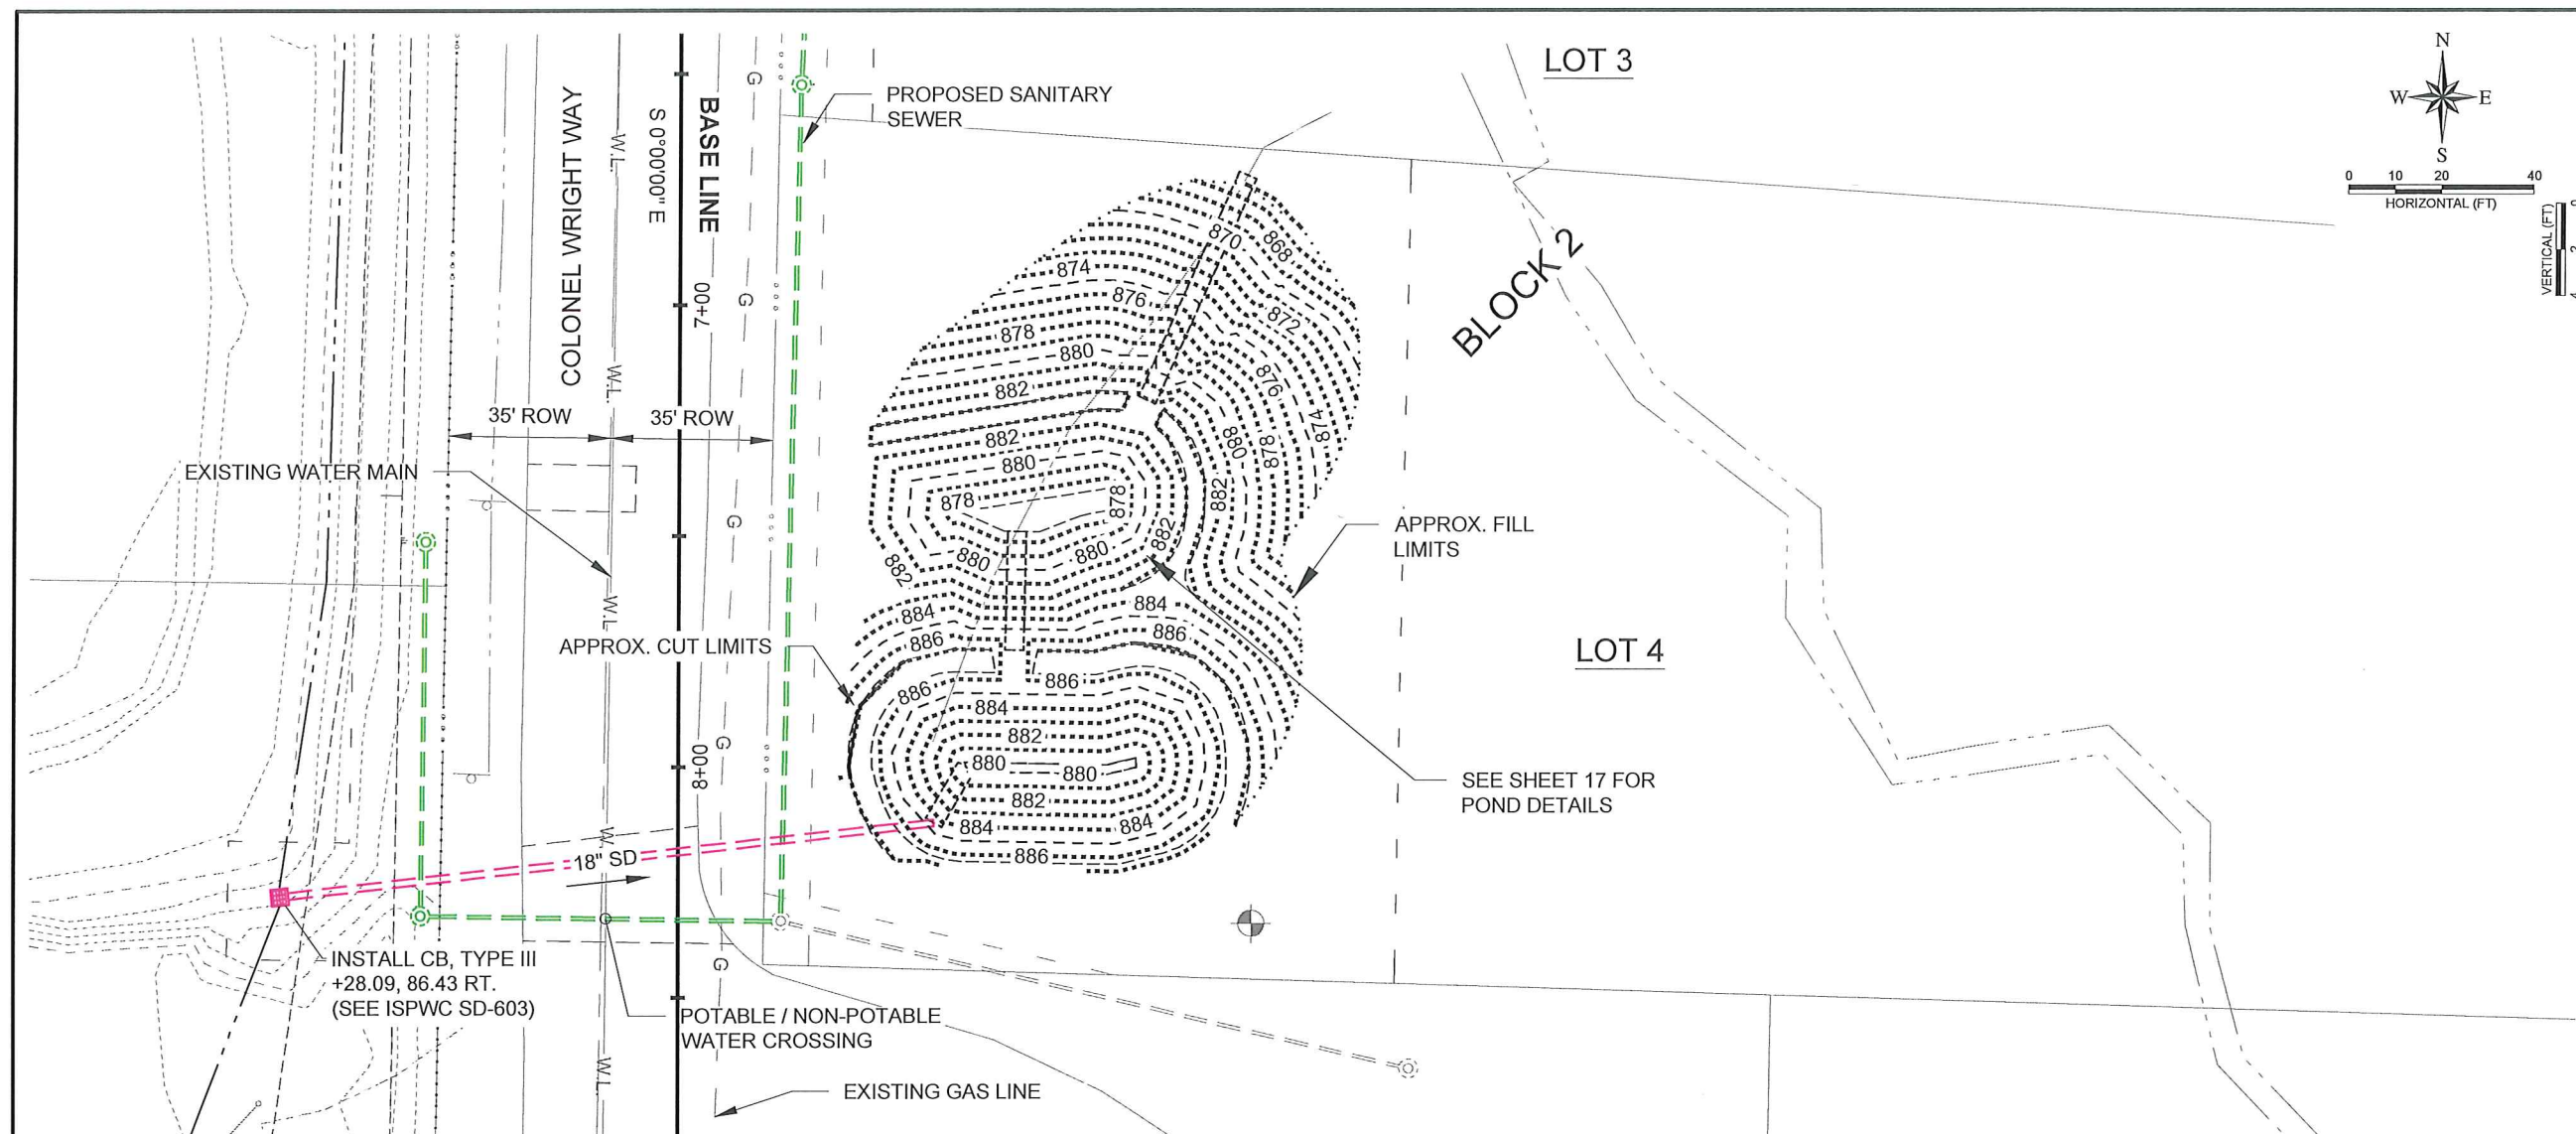 LOT 3
N
W
E
S
0 10 20 40
HORIZONTAL (FT)
VERTICAL (FT)
0
2
4
PROPOSED SANITARY
SEWER
COLONEL WRIGHT WAY
W.L.
S 0°00'00" E
BASE LINE
G
7+00
G
870
868
874
876
872
878
880
882
876
874
BLOCK 2
35' ROW
35' ROW
W.L.
EXISTING WATER MAIN
882
880
878
878
880
878
882
882
G
880
880
882
APPROX. FILL
LIMITS
W.L.
884
884
886
886
APPROX. CUT LIMITS
LOT 4
886
886
884
882
880
880
882
884
884
886
G
8+00
SEE SHEET 17 FOR
POND DETAILS
18" SD
INSTALL CB, TYPE III
+28.09, 86.43 RT.
(SEE ISPWC SD-603)
G
POTABLE / NON-POTABLE
WATER CROSSING
W.L.
EXISTING GAS LINE